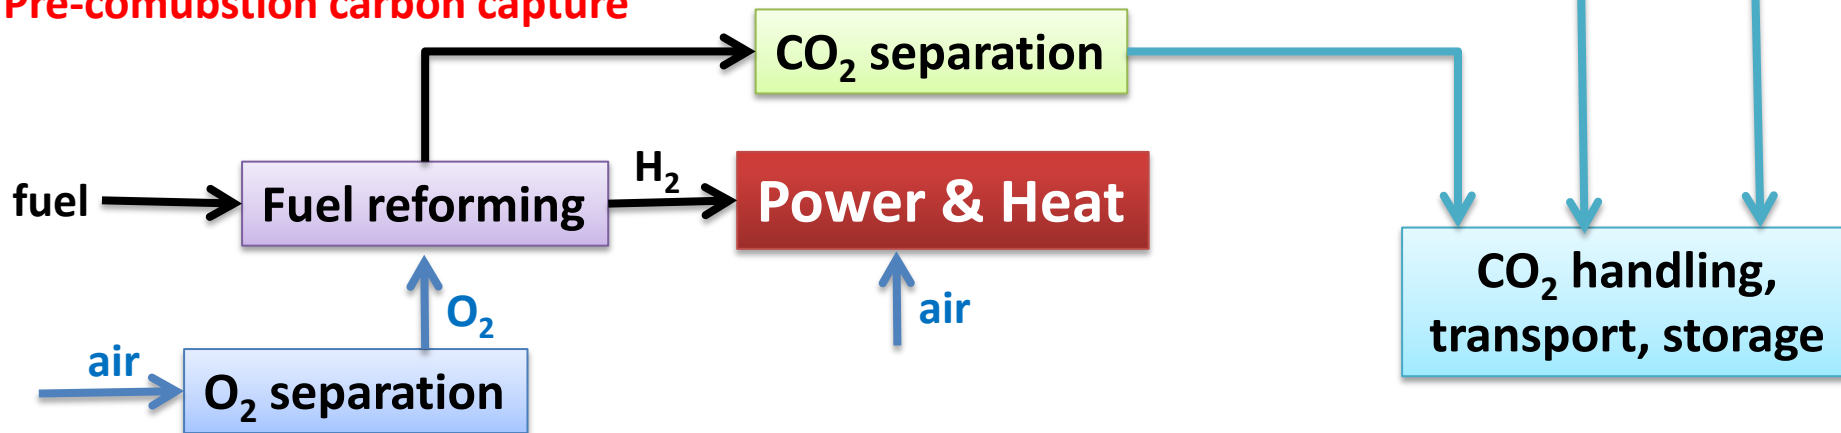 Pre-comubstion carbon capture
CO₂ separation
H₂
fuel
Fuel reforming
Power & Heat
O₂
air
CO₂ handling,
transport, storage
air
O₂ separation